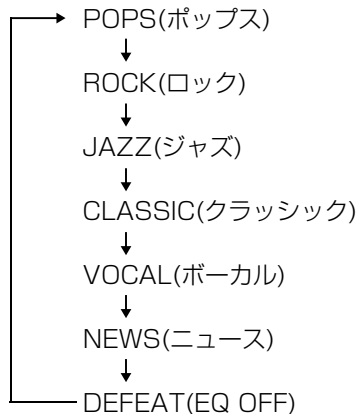 POPS(ポップス)
ROCK(ロック)
JAZZ(ジャズ)
CLASSIC(クラッシック)
VOCAL(ボーカル)
NEWS(ニュース)
DEFEAT(EQ OFF)